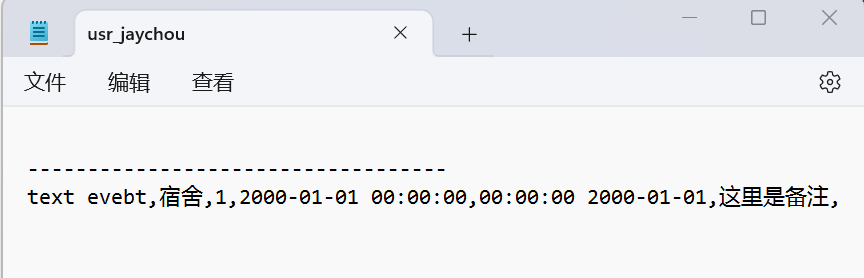 usr_jaychou
文件 编辑 查看
-----------------------------------
text evebt,宿舍,1,2000-01-01 00:00:00,00:00:00 2000-01-01,这里是备注,